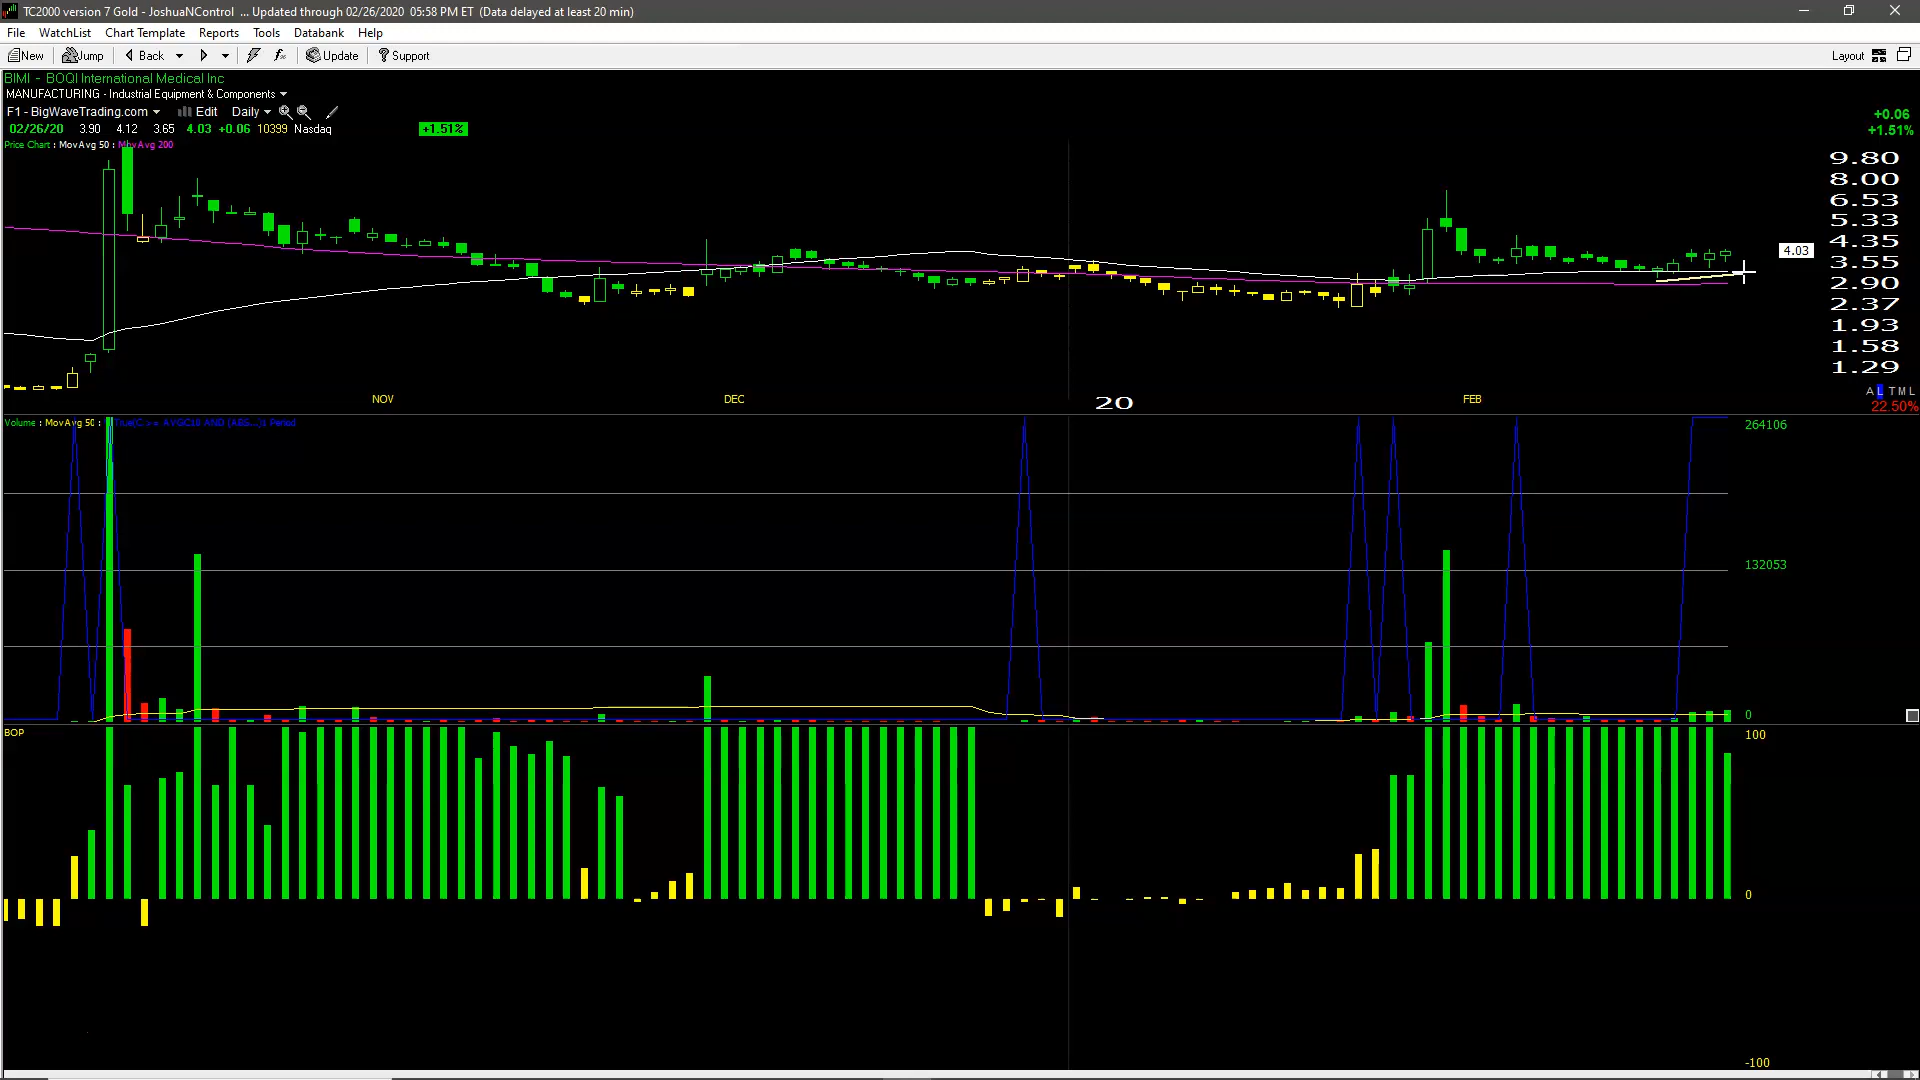 TC2000 version 7 Gold - JoshuaNControl ... Updated through 02/26/2020 05:58 PM ET (Data delayed at least 20 min)
File WatchList Chart Template Reports Tools Databank Help
New Jump Back Update ? Support Layout
BIMI - BOQI International Medical Inc
MANUFACTURING - Industrial Equipment & Components
F1 - BigWaveTrading.com Edit Daily
02/26/20 3.90 4.12 3.65 4.03 +0.06 10399 Nasdaq +1.51%
+0.06
+1.51%
Price Chart : MovAvg 50 : MovAvg 200
9.80
8.00
6.53
5.33
4.35
4.03
3.55
2.90
2.37
1.93
1.58
1.29
A L T M L
NOV DEC 20 FEB
22.50%
Volume : MovAvg 50 : True(C >= AVGC10 AND (ABS...): Period
264106
132053
0
BOP
100
0
-100